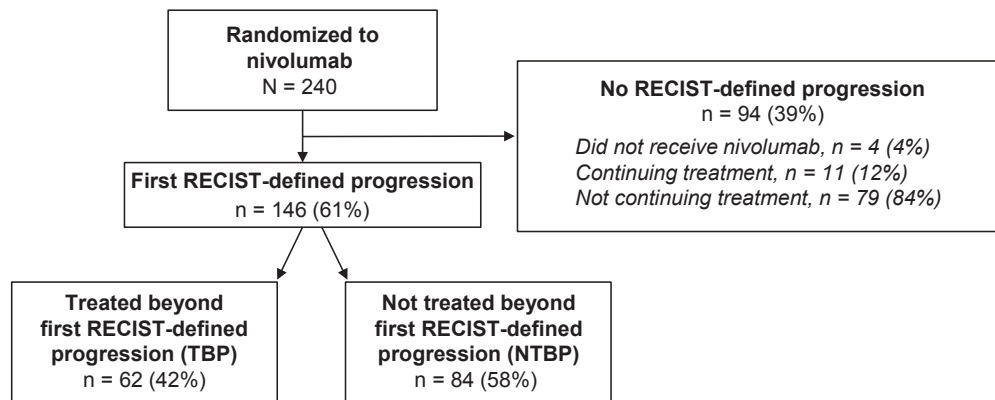 Randomized to
nivolumab
N = 240
No RECIST-defined progression
n = 94 (39%)
Did not receive nivolumab, n = 4 (4%)
Continuing treatment, n = 11 (12%)
Not continuing treatment, n = 79 (84%)
First RECIST-defined progression
n = 146 (61%)
Treated beyond
first RECIST-defined
progression (TBP)
n = 62 (42%)
Not treated beyond
first RECIST-defined
progression (NTBP)
n = 84 (58%)